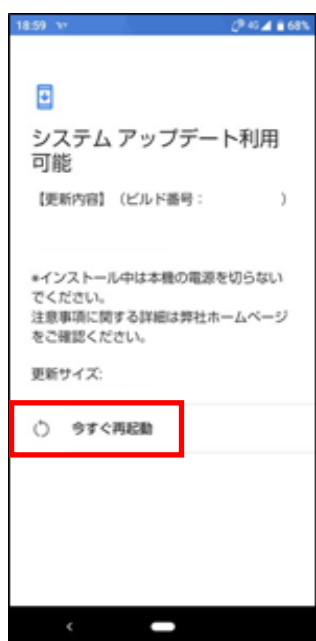 18:59
4G 68%
システム アップデート利用
可能
【更新内容】（ビルド番号：　　　　）
*インストール中は本機の電源を切らない
でください。
注意事項に関する詳細は弊社ホームページ
をご確認ください。
更新サイズ:
今すぐ再起動